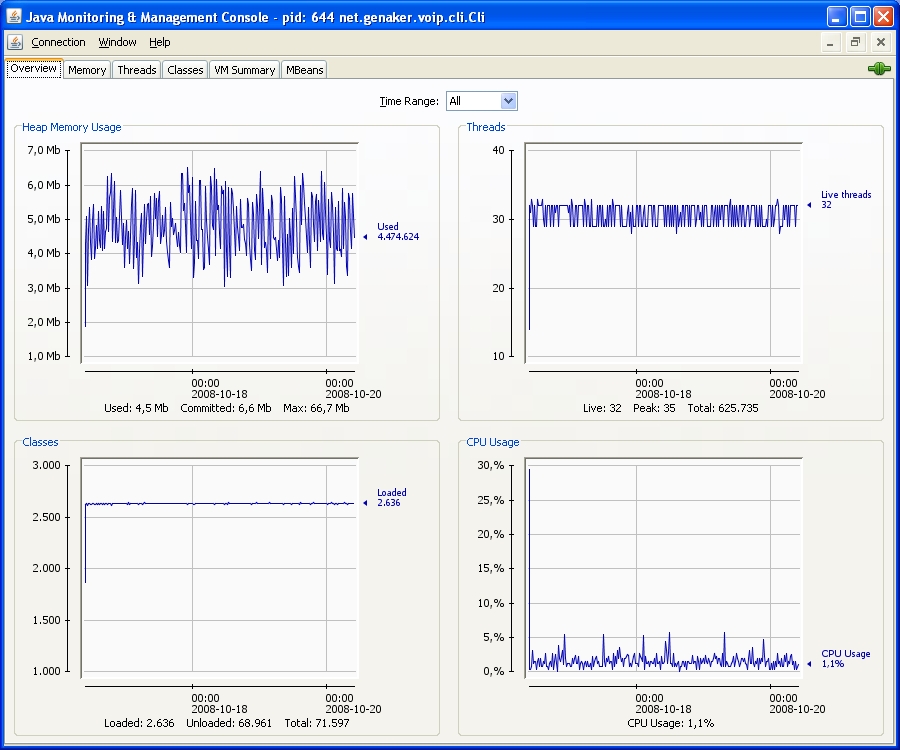 Java Monitoring & Management Console - pid: 644 net.genaker.voip.cli.Cli
Connection Window Help
Overview Memory Threads Classes VM Summary MBeans
Time Range: All
Heap Memory Usage
7,0 Mb
6,0 Mb
5,0 Mb
4,0 Mb
3,0 Mb
2,0 Mb
1,0 Mb
Used
4.474.624
00:00
2008-10-18
00:00
2008-10-20
Used: 4,5 Mb Committed: 6,6 Mb Max: 66,7 Mb
Threads
40
30
20
10
Live threads
32
00:00
2008-10-18
00:00
2008-10-20
Live: 32 Peak: 35 Total: 625.735
Classes
3.000
2.500
2.000
1.500
1.000
Loaded
2.636
00:00
2008-10-18
00:00
2008-10-20
Loaded: 2.636 Unloaded: 68.961 Total: 71.597
CPU Usage
30,%
25,%
20,%
15,%
10,%
5,%
0,%
CPU Usage
1,1%
00:00
2008-10-18
00:00
2008-10-20
CPU Usage: 1,1%